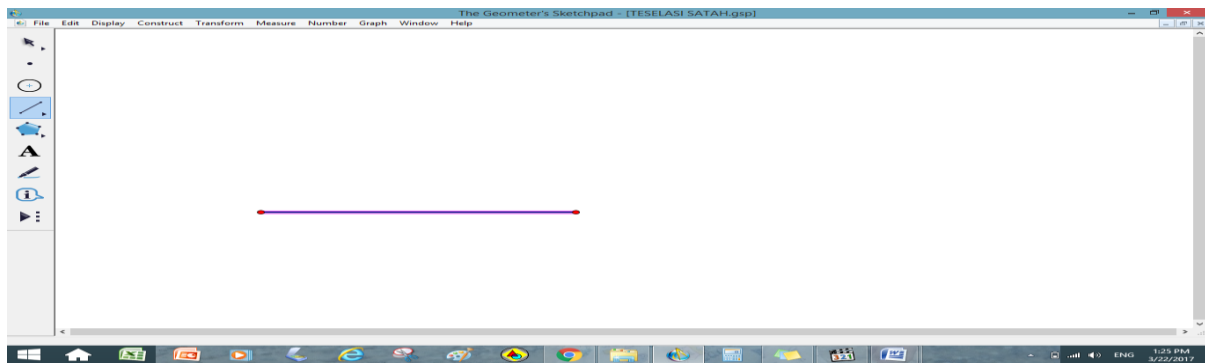 The Geometer's Sketchpad - [TESELASI SATAH.gsp]
File Edit Display Construct Transform Measure Number Graph Window Help
A
ENG
1:25 PM
3/22/2017